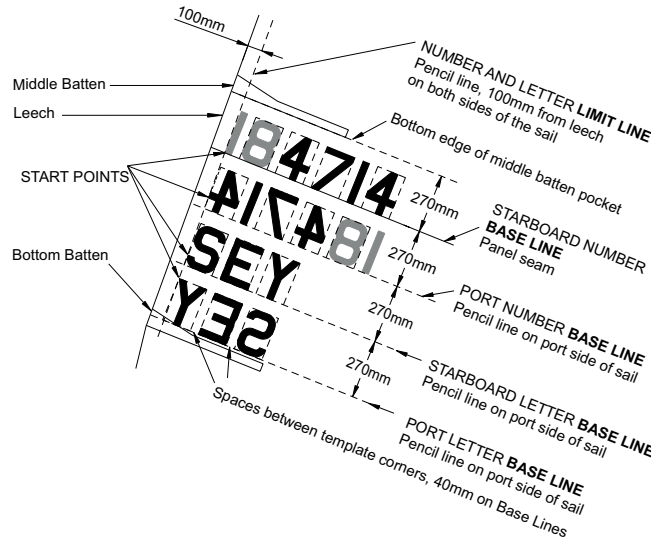 100mm
NUMBER AND LETTER LIMIT LINE
Pencil line, 100mm from leech
on both sides of the sail
Middle Batten
Leech
Bottom edge of middle batten pocket
184714
270mm
START POINTS
STARBOARD NUMBER
BASE LINE
Panel seam
184714
270mm
PORT NUMBER BASE LINE
Pencil line on port side of sail
SEY
270mm
Bottom Batten
STARBOARD LETTER BASE LINE
Pencil line on port side of sail
SEY
270mm
PORT LETTER BASE LINE
Pencil line on port side of sail
Spaces between template corners, 40mm on Base Lines